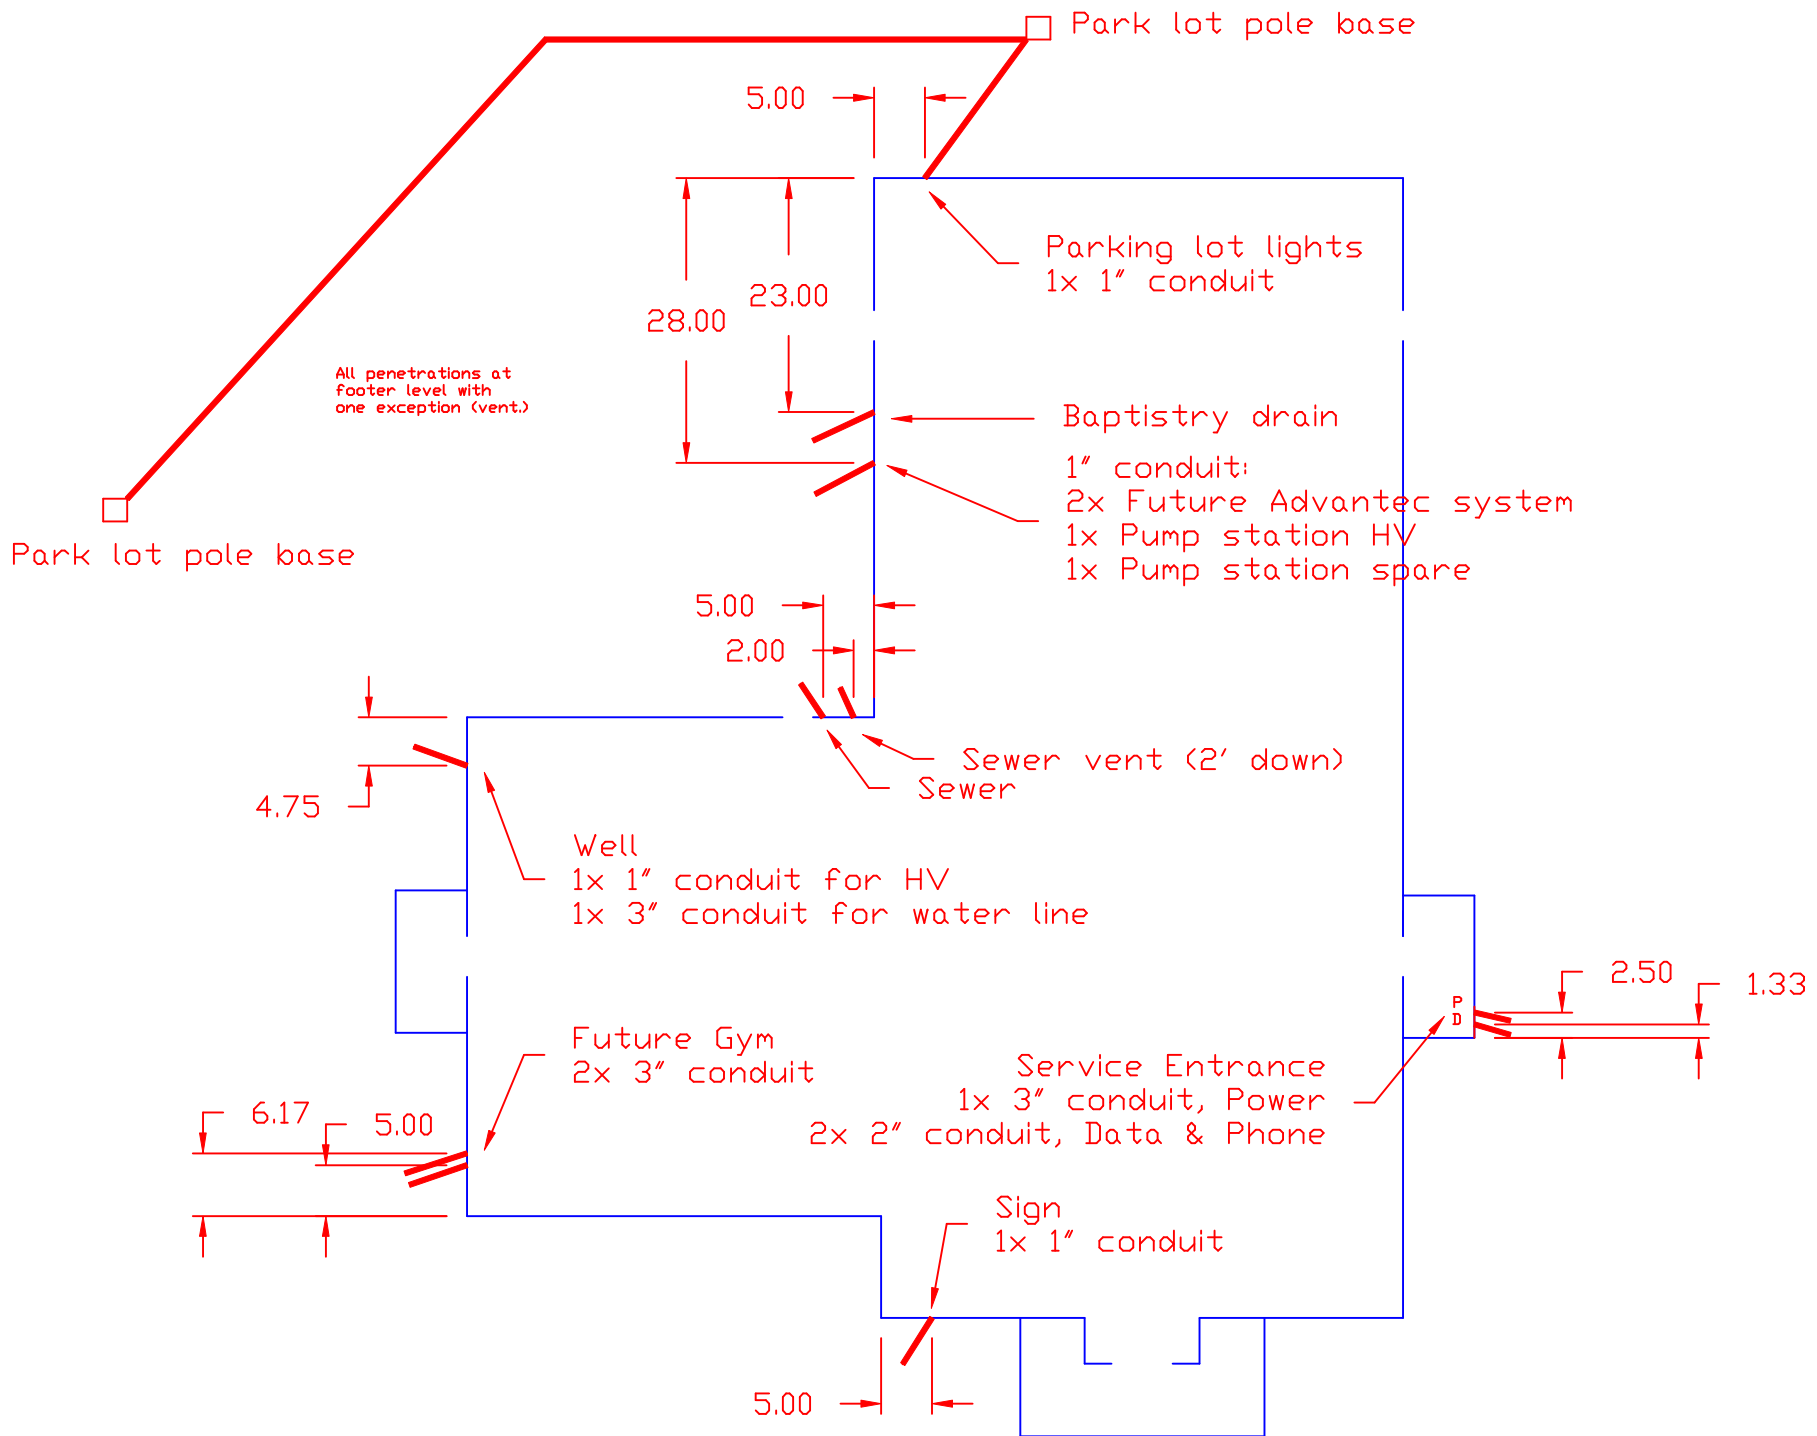 Park lot pole base
5.00
Parking lot lights
1x 1" conduit
23.00
28.00
All penetrations at
footer level with
one exception (vent.)
Baptistry drain
1" conduit:
2x Future Advantec system
1x Pump station HV
1x Pump station spare
Park lot pole base
5.00
2.00
Sewer vent (2' down)
Sewer
4.75
Well
1x 1" conduit for HV
1x 3" conduit for water line
2.50
1.33
P
D
Future Gym
2x 3" conduit
Service Entrance
1x 3" conduit, Power
2x 2" conduit, Data & Phone
6.17
5.00
Sign
1x 1" conduit
5.00